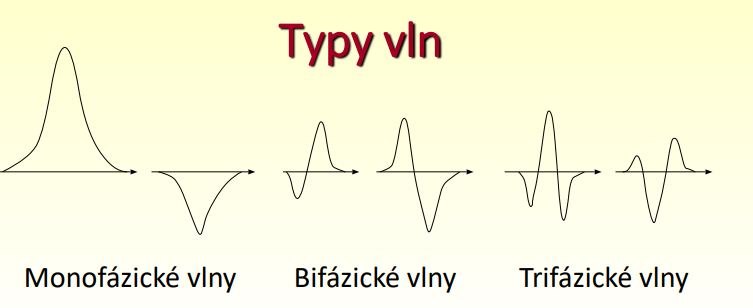 Typy vln
Monofázické vlny
Bifázické vlny
Trifázické vlny